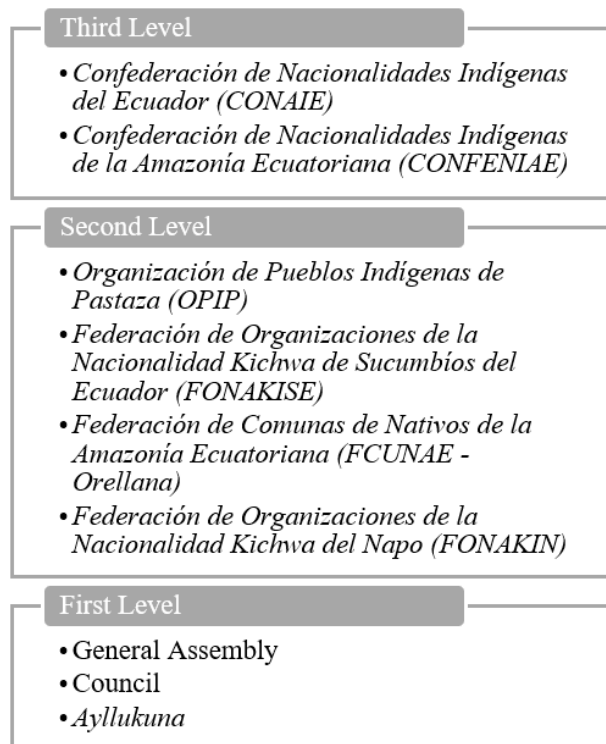 Third Level
• Confederación de Nacionalidades Indígenas
del Ecuador (CONAIE)
• Confederación de Nacionalidades Indígenas
de la Amazonía Ecuatoriana (CONFENIAE)
Second Level
• Organización de Pueblos Indígenas de
Pastaza (OPIP)
• Federación de Organizaciones de la
Nacionalidad Kichwa de Sucumbíos del
Ecuador (FONAKISE)
• Federación de Comunas de Nativos de la
Amazonía Ecuatoriana (FCUNAE -
Orellana)
• Federación de Organizaciones de la
Nacionalidad Kichwa del Napo (FONAKIN)
First Level
• General Assembly
• Council
• Ayllukuna